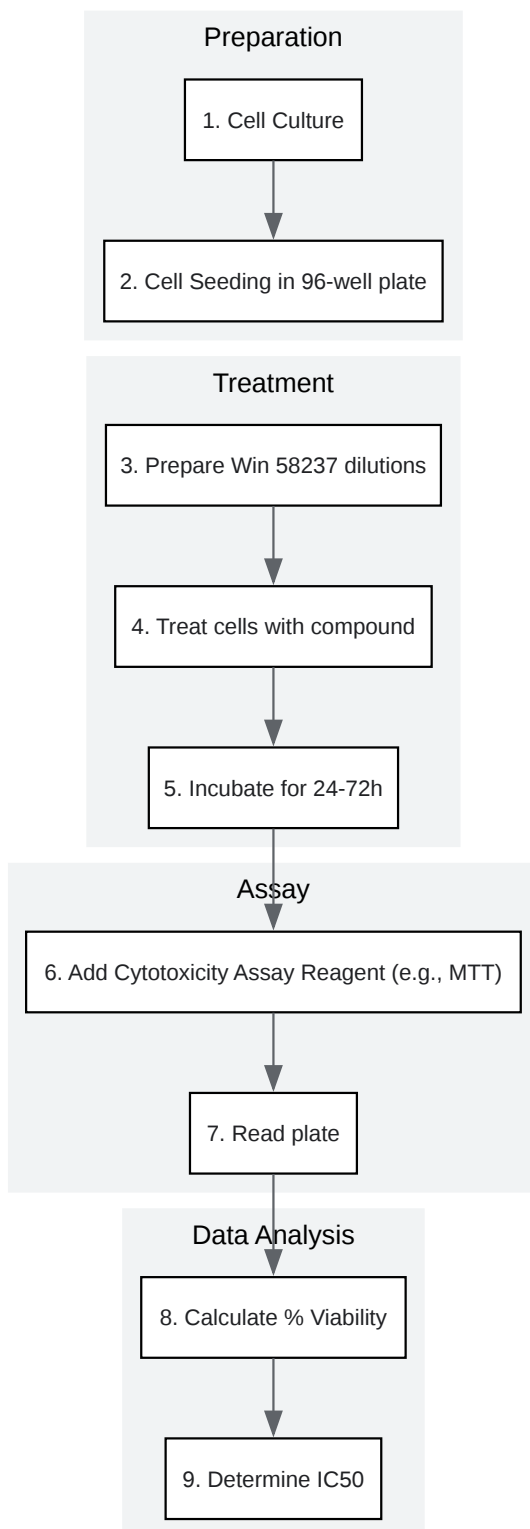 Preparation
1. Cell Culture
2. Cell Seeding in 96-well plate
Treatment
3. Prepare Win 58237 dilutions
4. Treat cells with compound
5. Incubate for 24-72h
Assay
6. Add Cytotoxicity Assay Reagent (e.g., MTT)
7. Read plate
Data Analysis
8. Calculate % Viability
9. Determine IC50